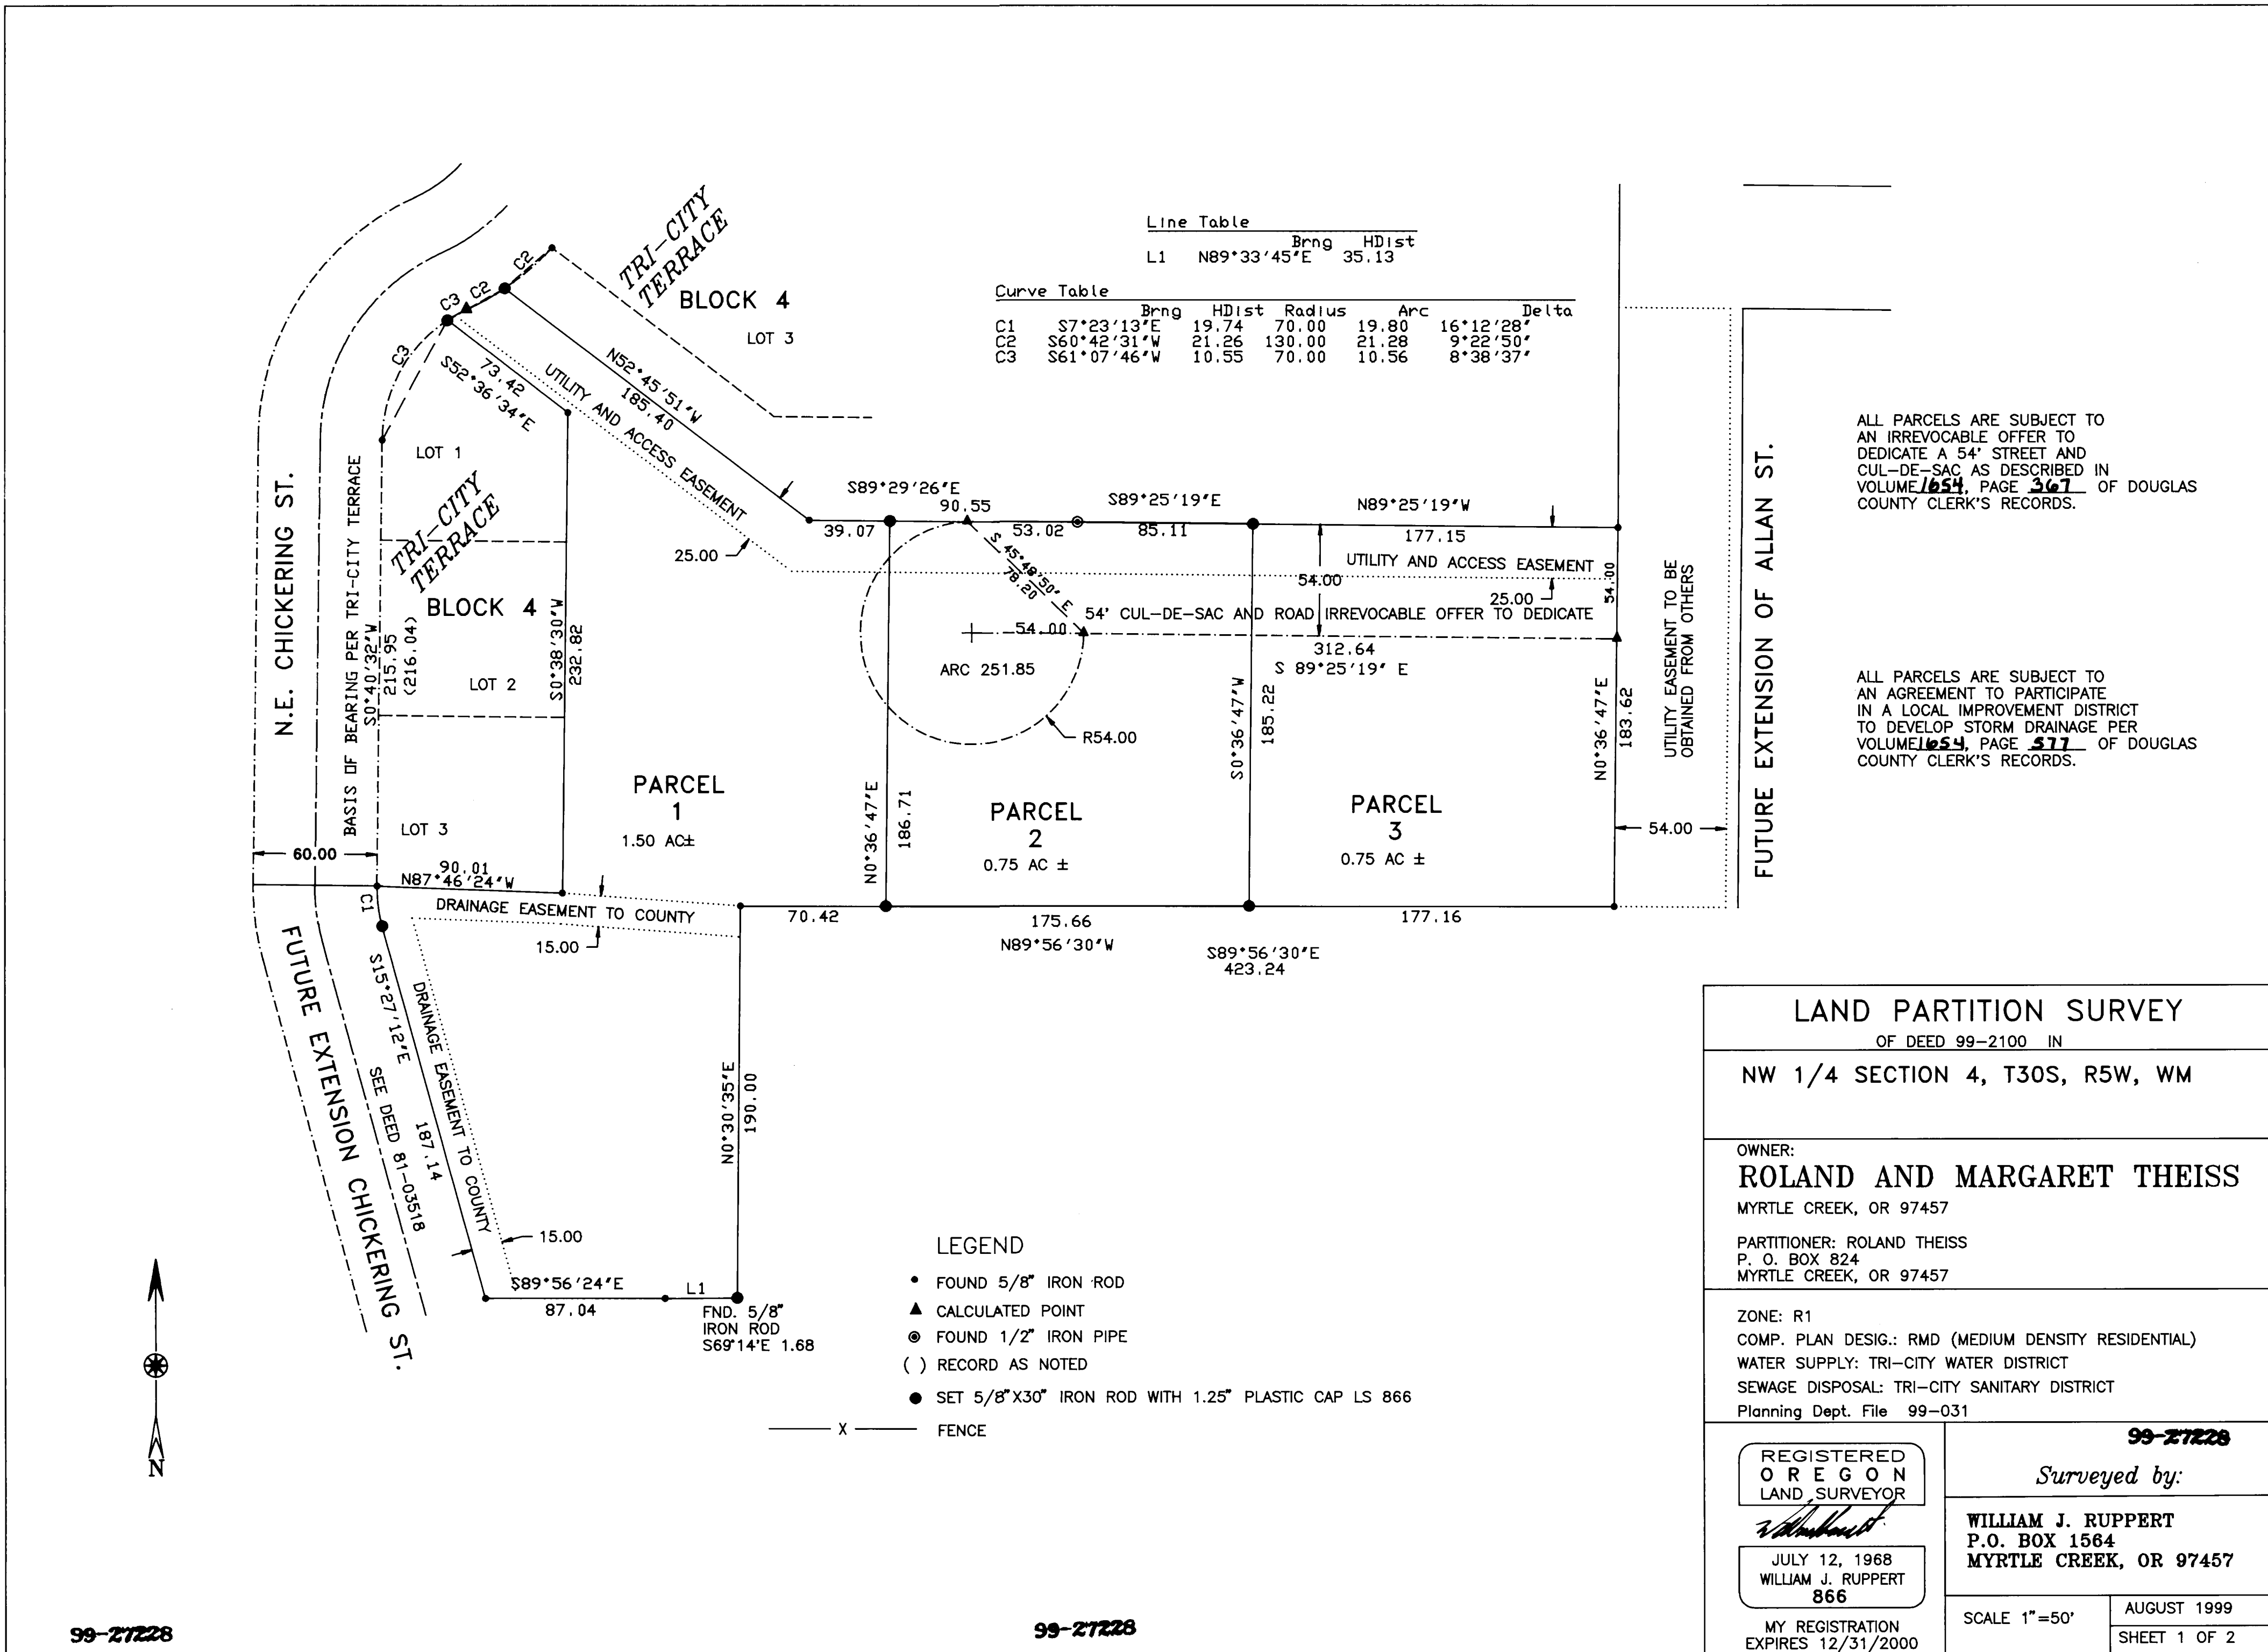 Line Table
Brng HDist
L1 N89°33'45"E 35.13
Curve Table
Brng HDist Radius Arc Delta
C1 S7°23'13"E 19.74 70.00 19.80 16°12'28"
C2 S60°42'31"W 21.26 130.00 21.28 9°22'50"
C3 S61°07'46"W 10.55 70.00 10.56 8°38'37"
TRI-CITY
TERRACE
BLOCK 4
LOT 3
C2
C2
C3
C3
N52°45'51"W
185.40
73.42
S52°36'34"E
UTILITY AND ACCESS EASEMENT
25.00
LOT 1
TRI-CITY
TERRACE
BLOCK 4
LOT 2
LOT 3
N.E. CHICKERING ST.
BASIS OF BEARING PER TRI-CITY TERRACE
S0°40'32"W
215.95
(216.04)
S0°38'30"W
232.82
60.00
90.01
N87°46'24"W
C1
S89°29'26"E
90.55
39.07
53.02
S89°25'19"E
85.11
N89°25'19"W
177.15
S 45°48'50" E
78.20
UTILITY AND ACCESS EASEMENT
54.00
25.00
54.00
54' CUL-DE-SAC AND ROAD IRREVOCABLE OFFER TO DEDICATE
54.00
312.64
S 89°25'19" E
ARC 251.85
R54.00
PARCEL
1
1.50 AC±
N0°36'47"E
186.71
PARCEL
2
0.75 AC ±
S0°36'47"W
185.22
PARCEL
3
0.75 AC ±
N0°36'47"E
183.62
UTILITY EASEMENT TO BE
OBTAINED FROM OTHERS
54.00
FUTURE EXTENSION OF ALLAN ST.
ALL PARCELS ARE SUBJECT TO
AN IRREVOCABLE OFFER TO
DEDICATE A 54' STREET AND
CUL-DE-SAC AS DESCRIBED IN
VOLUME 1654, PAGE 367 OF DOUGLAS
COUNTY CLERK'S RECORDS.
ALL PARCELS ARE SUBJECT TO
AN AGREEMENT TO PARTICIPATE
IN A LOCAL IMPROVEMENT DISTRICT
TO DEVELOP STORM DRAINAGE PER
VOLUME 1654, PAGE 577 OF DOUGLAS
COUNTY CLERK'S RECORDS.
DRAINAGE EASEMENT TO COUNTY
15.00
70.42
175.66
N89°56'30"W
177.16
S89°56'30"E
423.24
FUTURE EXTENSION CHICKERING ST.
SEE DEED 81-03518
S15°27'12"E
187.14
DRAINAGE EASEMENT TO COUNTY
15.00
N0°30'35"E
190.00
S89°56'24"E
87.04
L1
FND. 5/8"
IRON ROD
S69°14'E 1.68
N
LEGEND
FOUND 5/8" IRON ROD
CALCULATED POINT
FOUND 1/2" IRON PIPE
( ) RECORD AS NOTED
SET 5/8"X30" IRON ROD WITH 1.25" PLASTIC CAP LS 866
X FENCE
LAND PARTITION SURVEY
OF DEED 99-2100 IN
NW 1/4 SECTION 4, T30S, R5W, WM
OWNER:
ROLAND AND MARGARET THEISS
MYRTLE CREEK, OR 97457
PARTITIONER: ROLAND THEISS
P. O. BOX 824
MYRTLE CREEK, OR 97457
ZONE: R1
COMP. PLAN DESIG.: RMD (MEDIUM DENSITY RESIDENTIAL)
WATER SUPPLY: TRI-CITY WATER DISTRICT
SEWAGE DISPOSAL: TRI-CITY SANITARY DISTRICT
Planning Dept. File 99-031
REGISTERED
OREGON
LAND SURVEYOR
JULY 12, 1968
WILLIAM J. RUPPERT
866
MY REGISTRATION
EXPIRES 12/31/2000
99-27228
Surveyed by:
WILLIAM J. RUPPERT
P.O. BOX 1564
MYRTLE CREEK, OR 97457
SCALE 1"=50'
AUGUST 1999
SHEET 1 OF 2
99-27228
99-27228